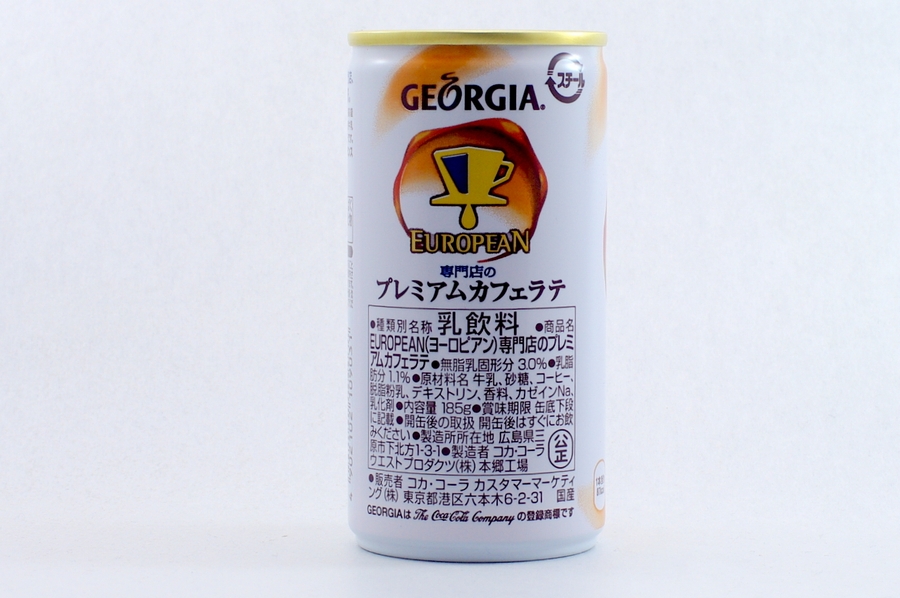 GEORGIA®
スチール
EUROPEAN
専門店の
プレミアムカフェラテ
●種類別名称 乳飲料 ●商品名
EUROPEAN(ヨーロピアン)専門店のプレミ
アムカフェラテ●無脂乳固形分 3.0%●乳脂
肪分 1.1%●原材料名 牛乳、砂糖、コーヒー、
脱脂粉乳、デキストリン、香料、カゼインNa、
乳化剤●内容量 185g●賞味期限 缶底下段
に記載●開缶後の取扱 開缶後はすぐにお飲
みください●製造所所在地 広島県三
原市下北方1-3-1●製造者 コカ・コーラ
ウエストプロダクツ(株) 本郷工場
公正
●販売者 コカ・コーラ カスタマーマーケティ
ング(株) 東京都港区六本木6-2-31 国産
GEORGIAは The Coca-Cola Company の登録商標です